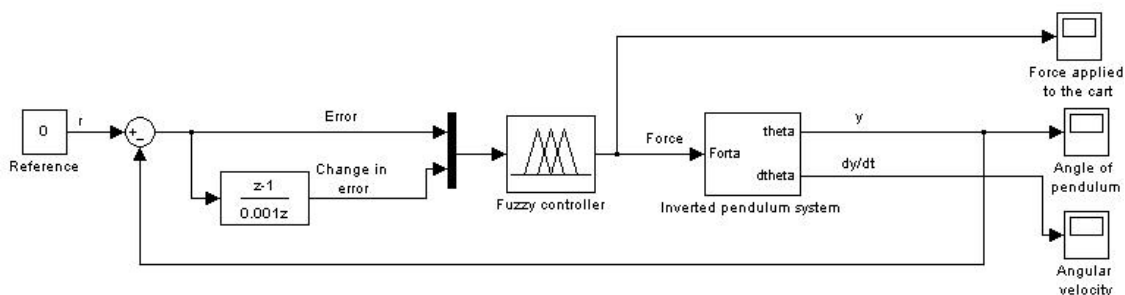 Force applied
to the cart
0
r
Reference
+
-
Error
z-1
0.001z
Change in
error
Fuzzy controller
Force
Forta
theta
dtheta
Inverted pendulum system
y
dy/dt
Angle of
pendulum
Angular
velocity